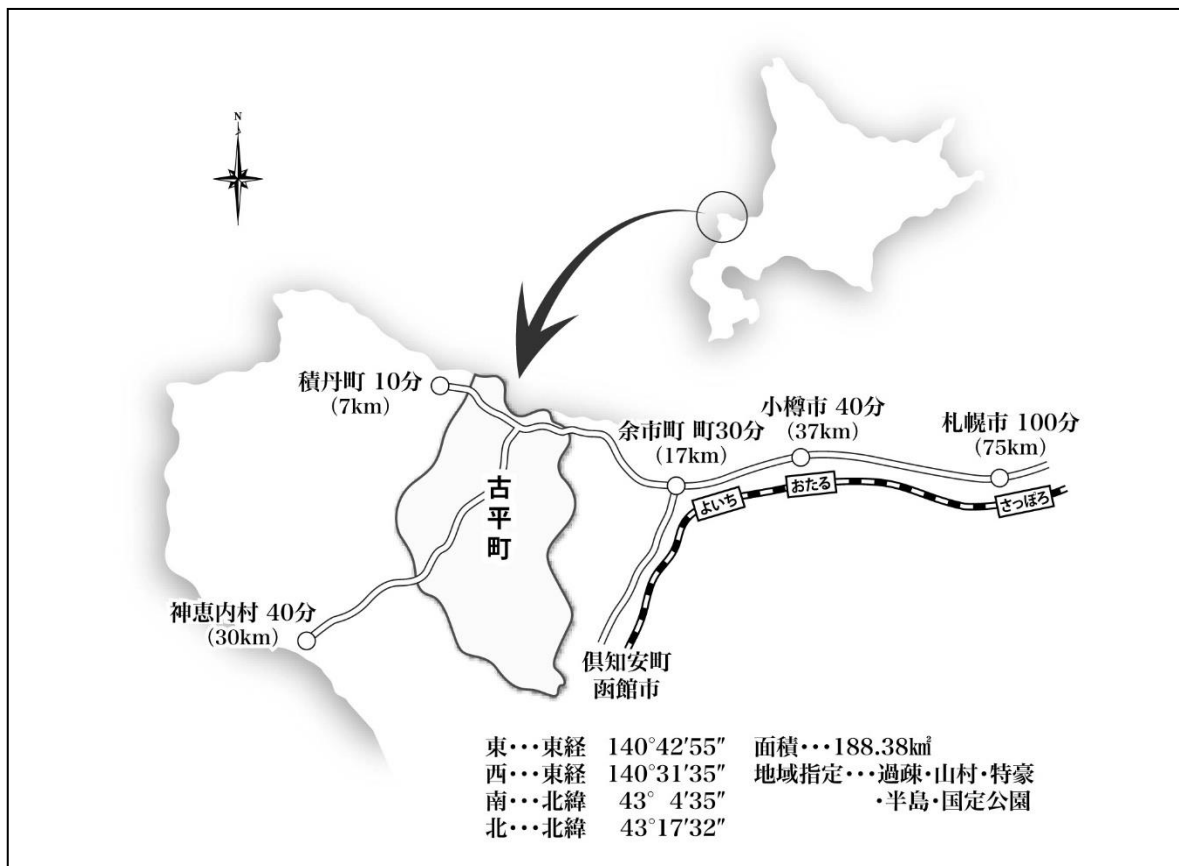 N
積丹町 10分
(7km)
余市町 町30分
(17km)
小樽市 40分
(37km)
札幌市 100分
(75km)
よいち
おたる
さっぽろ
古平町
神恵内村 40分
(30km)
倶知安町
函館市
東・・・東経 140°42′55″ 面積・・・188.38㎢
西・・・東経 140°31′35″ 地域指定・・・過疎・山村・特豪
南・・・北緯 43° 4′35″ ・半島・国定公園
北・・・北緯 43°17′32″